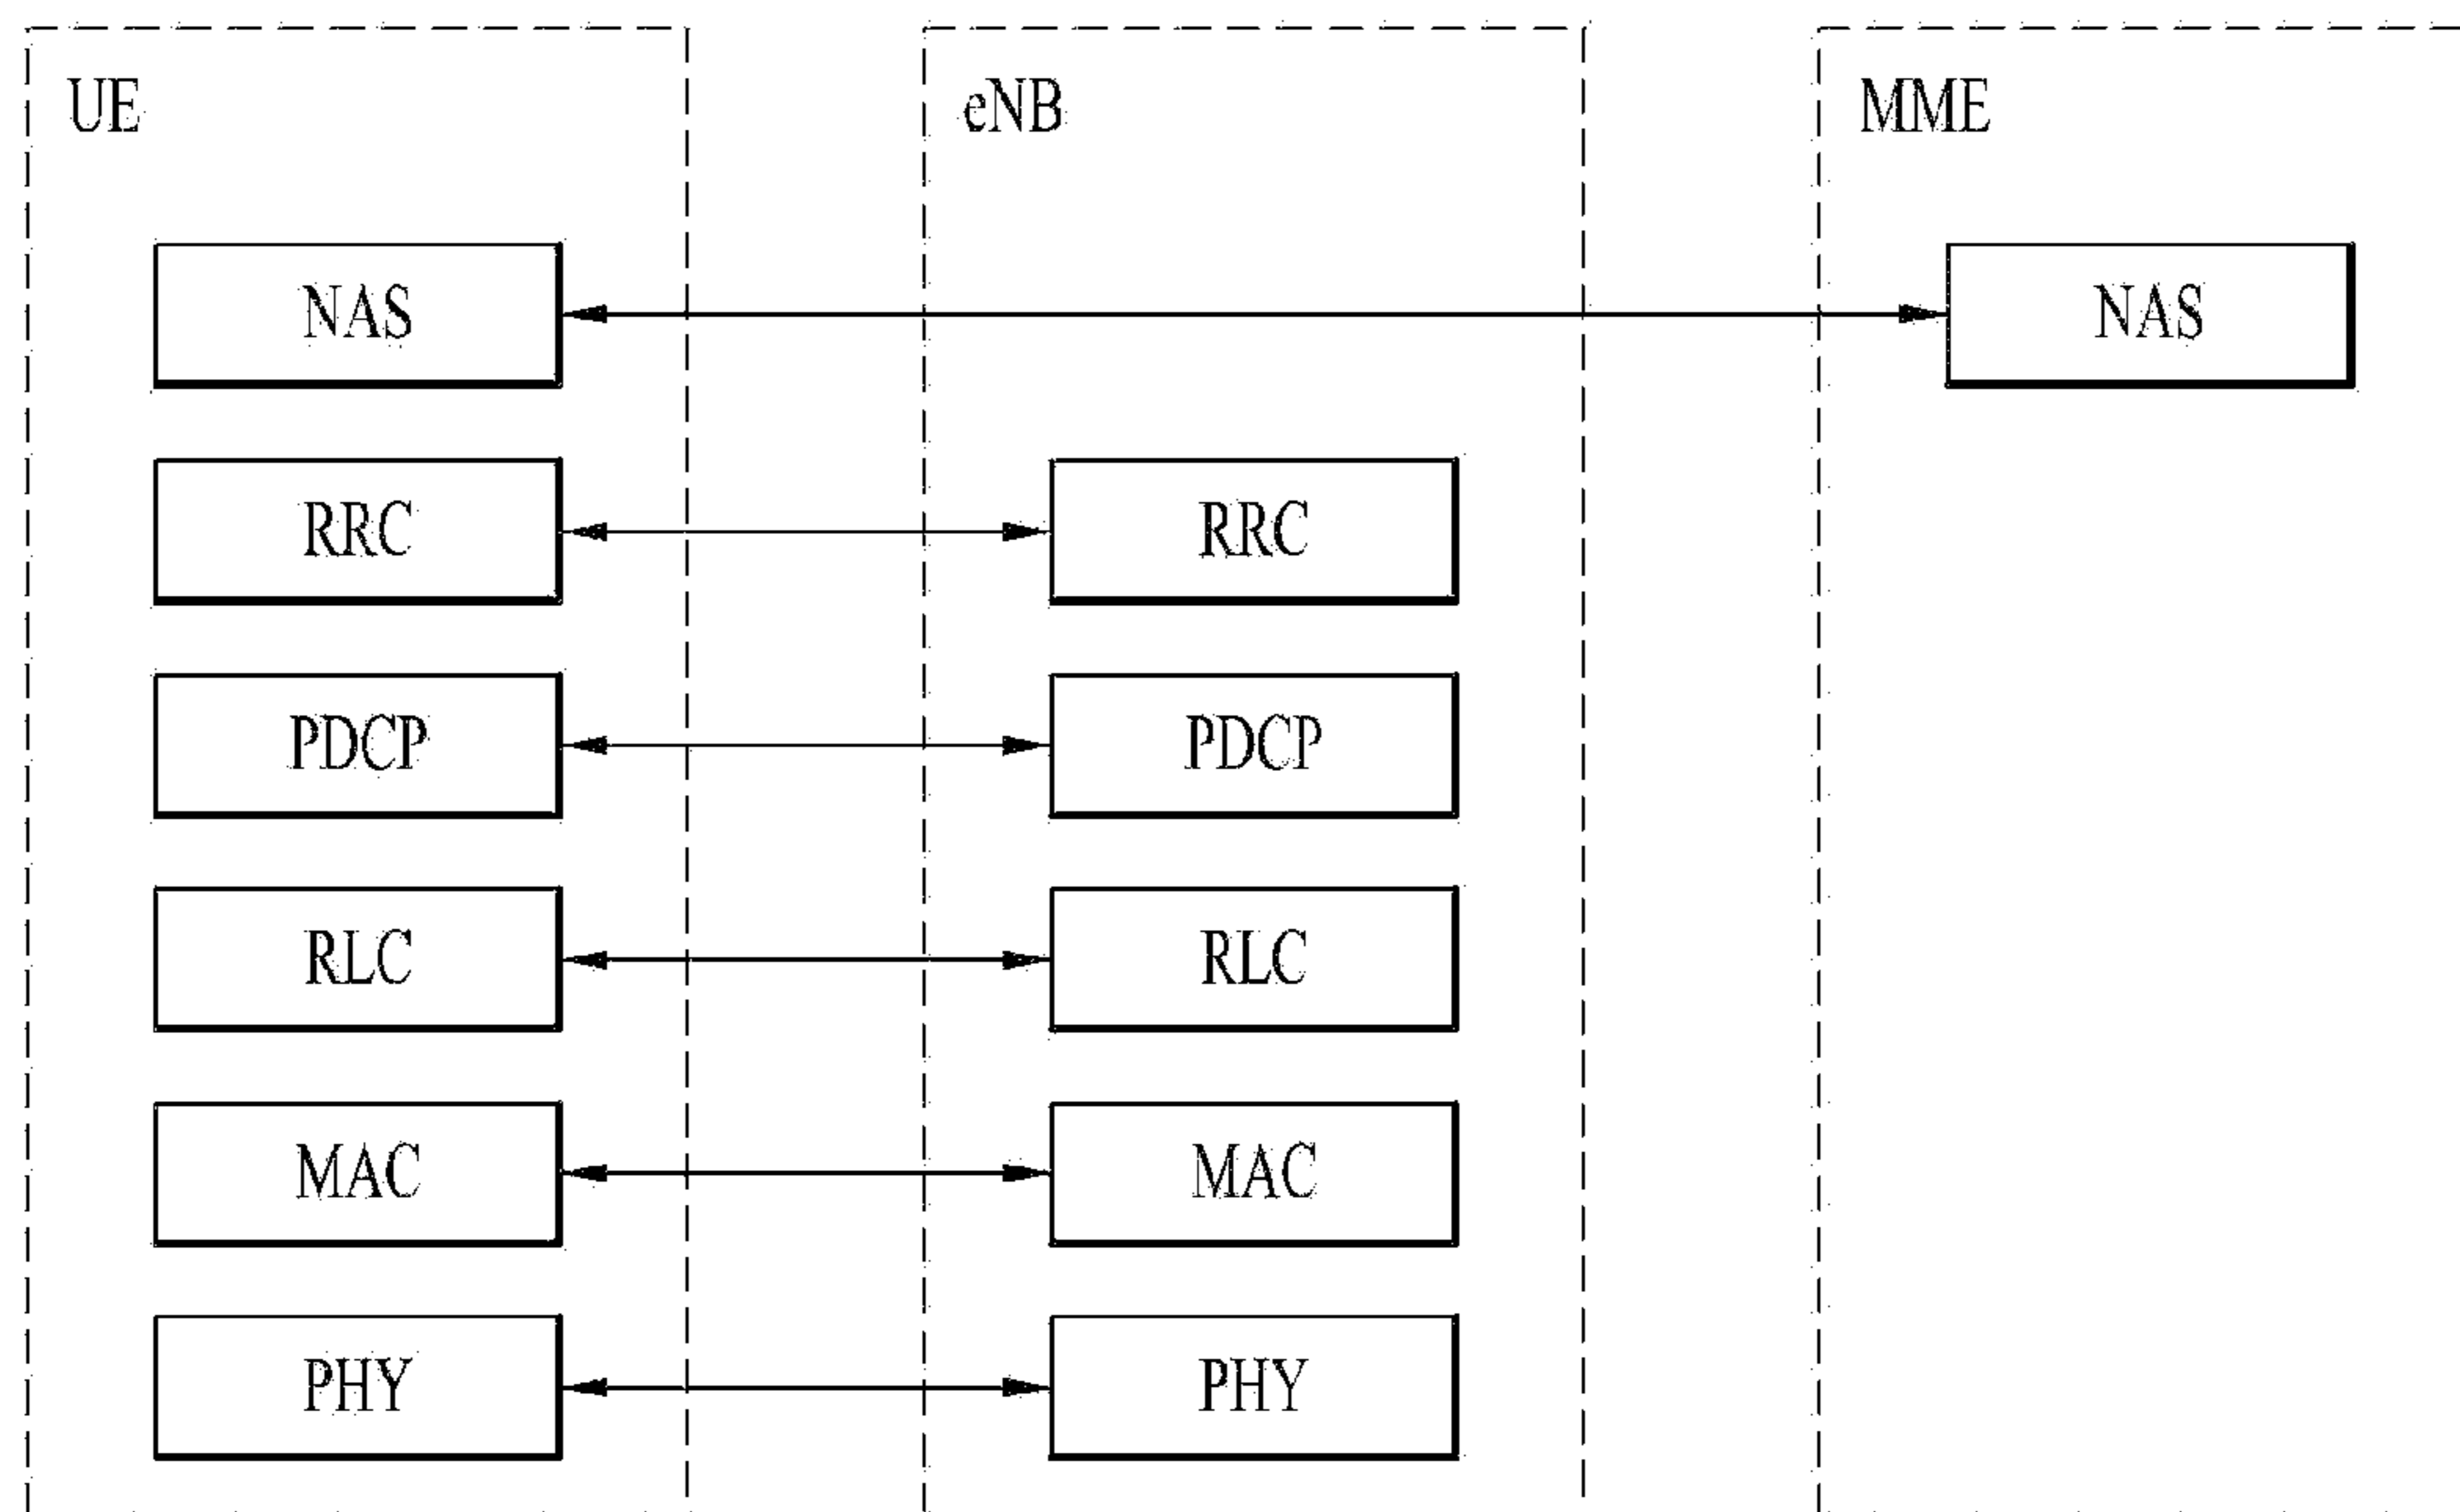 UE
eNB
MME
NAS
NAS
RRC
RRC
PDCP
PDCP
RLC
RLC
MAC
MAC
PHY
PHY